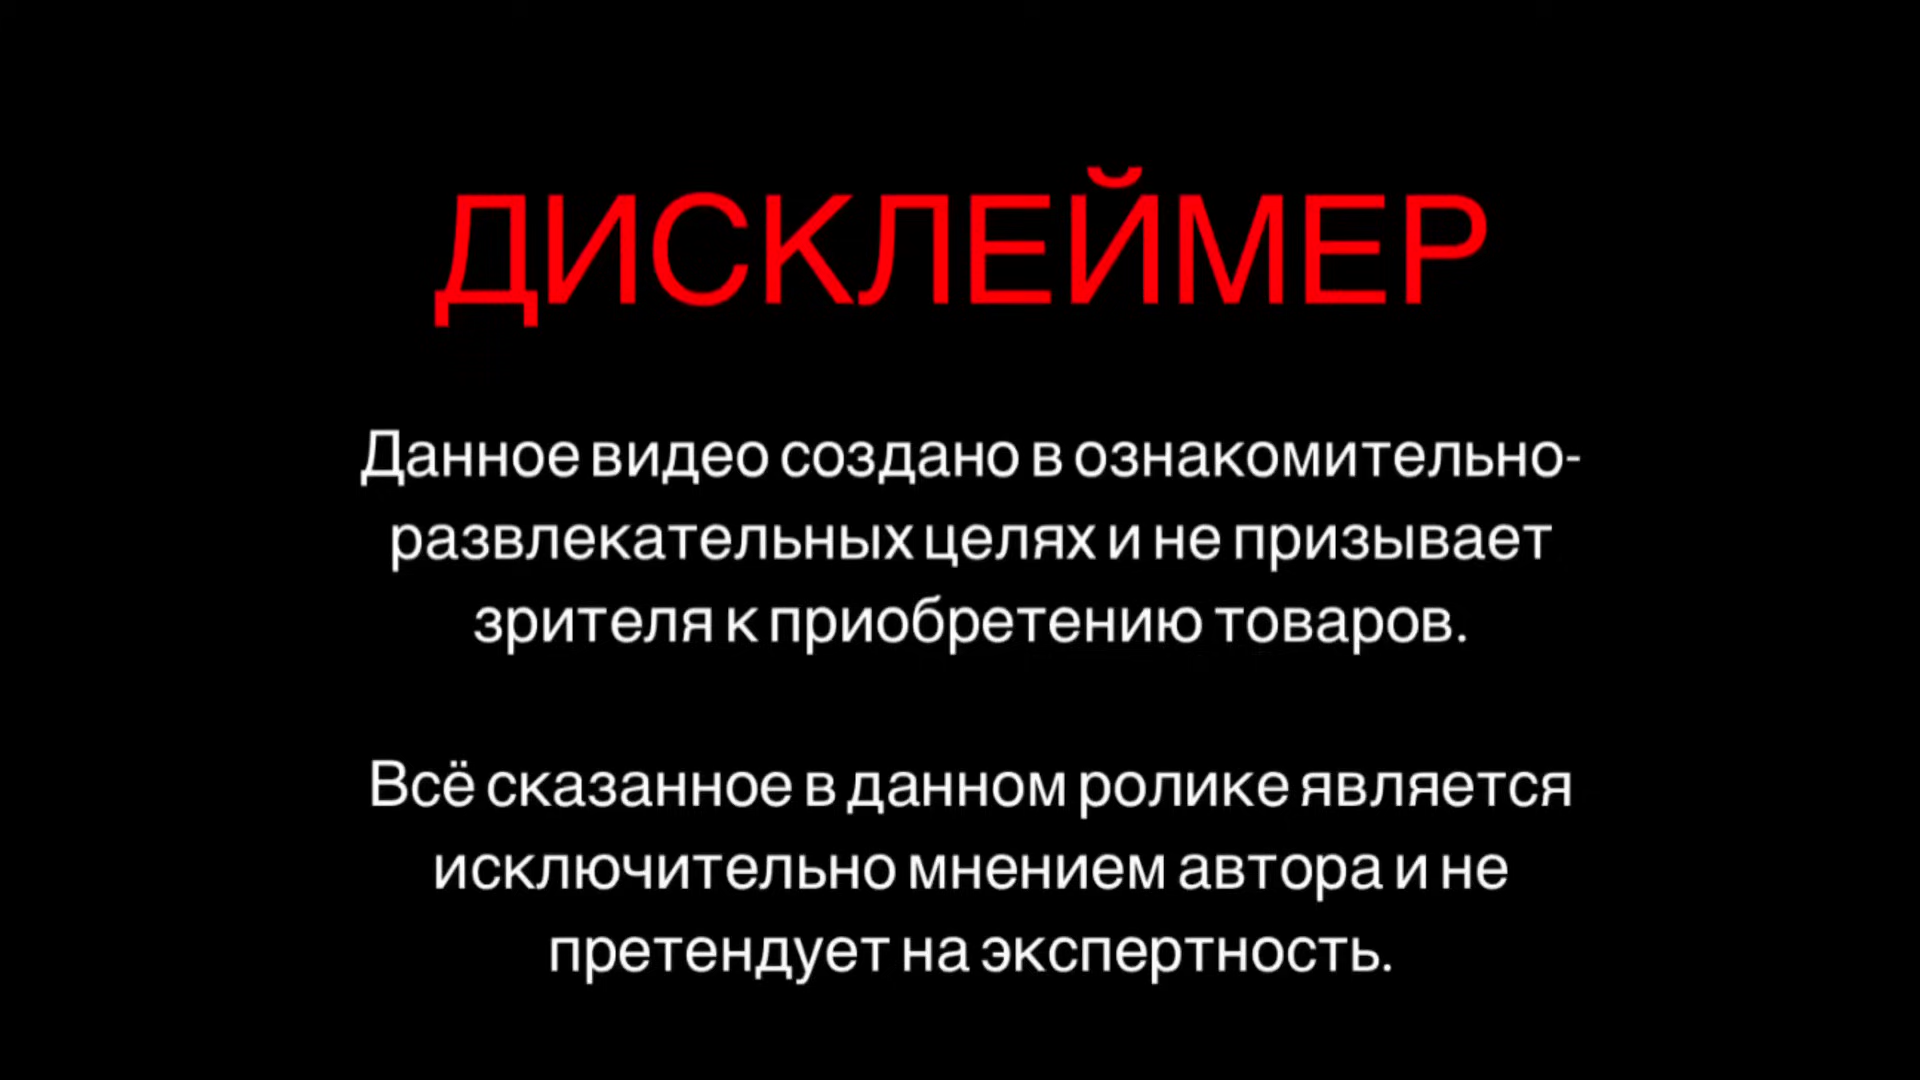 ДИСКЛЕЙМЕР
Данное видео создано в ознакомительно-
развлекательных целях и не призывает
зрителя к приобретению товаров.
Всё сказанное в данном ролике является
исключительно мнением автора и не
претендует на экспертность.